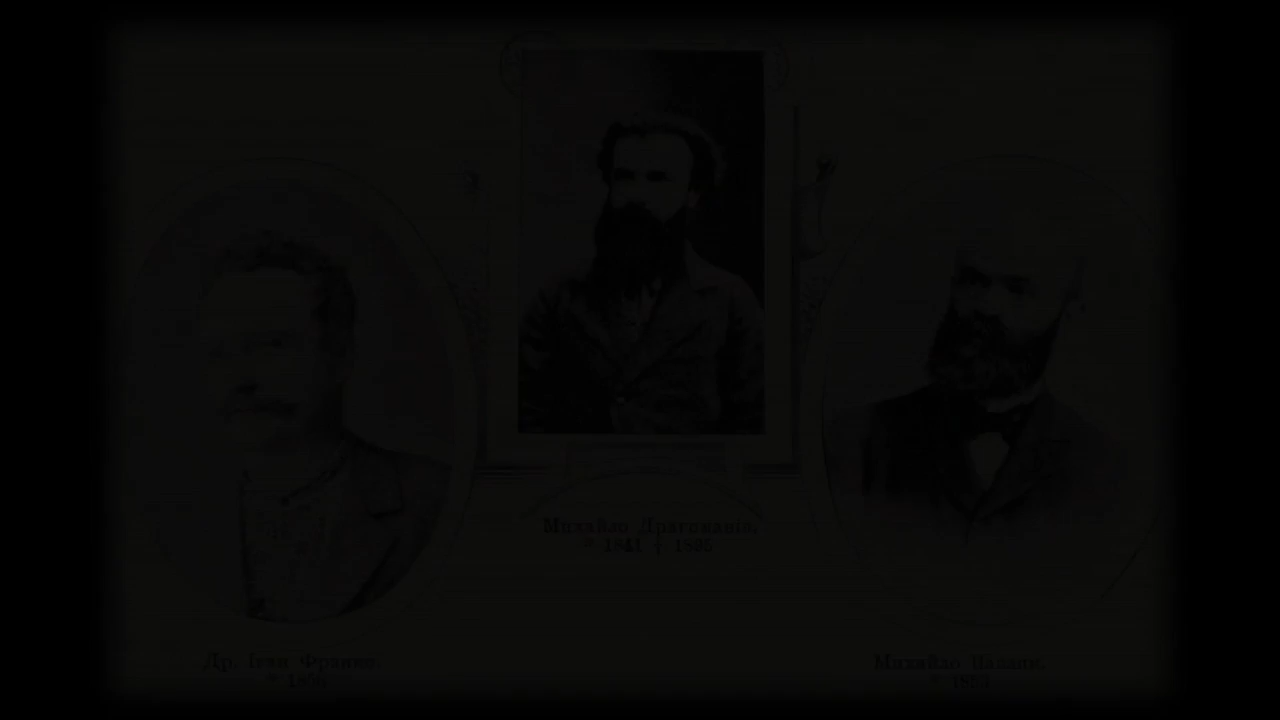 Михайло Драгоманів.
* 1841 † 1895
Др. Іван Франко.
* 1856
Михайло Павлик.
* 1853